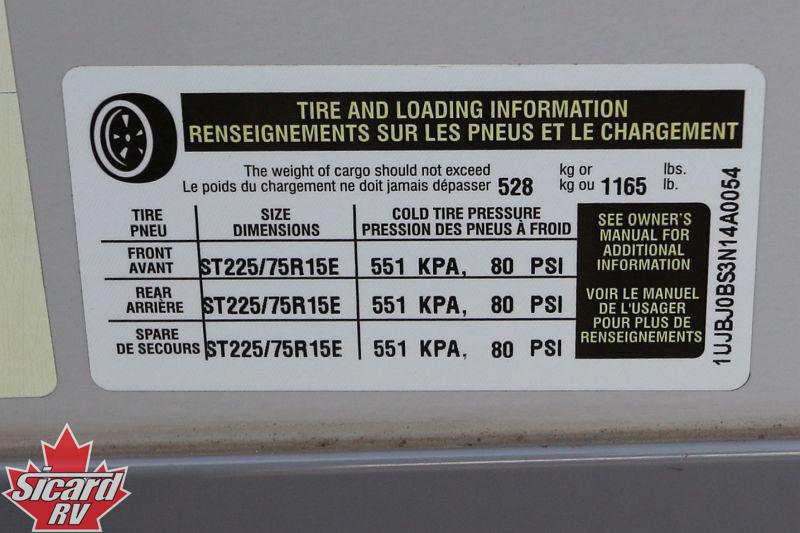 TIRE AND LOADING INFORMATION
RENSEIGNEMENTS SUR LES PNEUS ET LE CHARGEMENT
The weight of cargo should not exceed kg or lbs.
Le poids du chargement ne doit jamais dépasser 528 kg ou 1165 lb.
TIRE SIZE COLD TIRE PRESSURE
PNEU DIMENSIONS PRESSION DES PNEUS À FROID
FRONT
AVANT ST225/75R15E 551 KPA, 80 PSI
REAR
ARRIÈRE ST225/75R15E 551 KPA, 80 PSI
SPARE
DE SECOURS ST225/75R15E 551 KPA, 80 PSI
SEE OWNER'S
MANUAL FOR
ADDITIONAL
INFORMATION
VOIR LE MANUEL
DE L'USAGER
POUR PLUS DE
RENSEIGNEMENTS
1UJBJ0BS3N14A0054
Sicard
RV